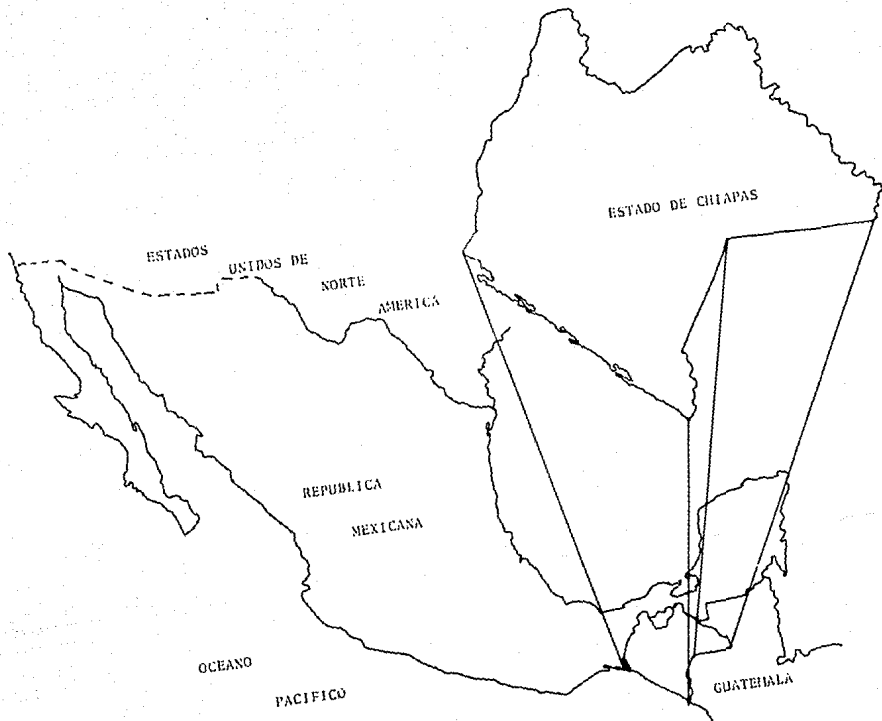 ESTADO DE CHIAPAS
ESTADOS
UNIDOS DE
NORTE
AMERICA
REPUBLICA
MEXICANA
OCEANO
PACIFICO
GUATEMALA